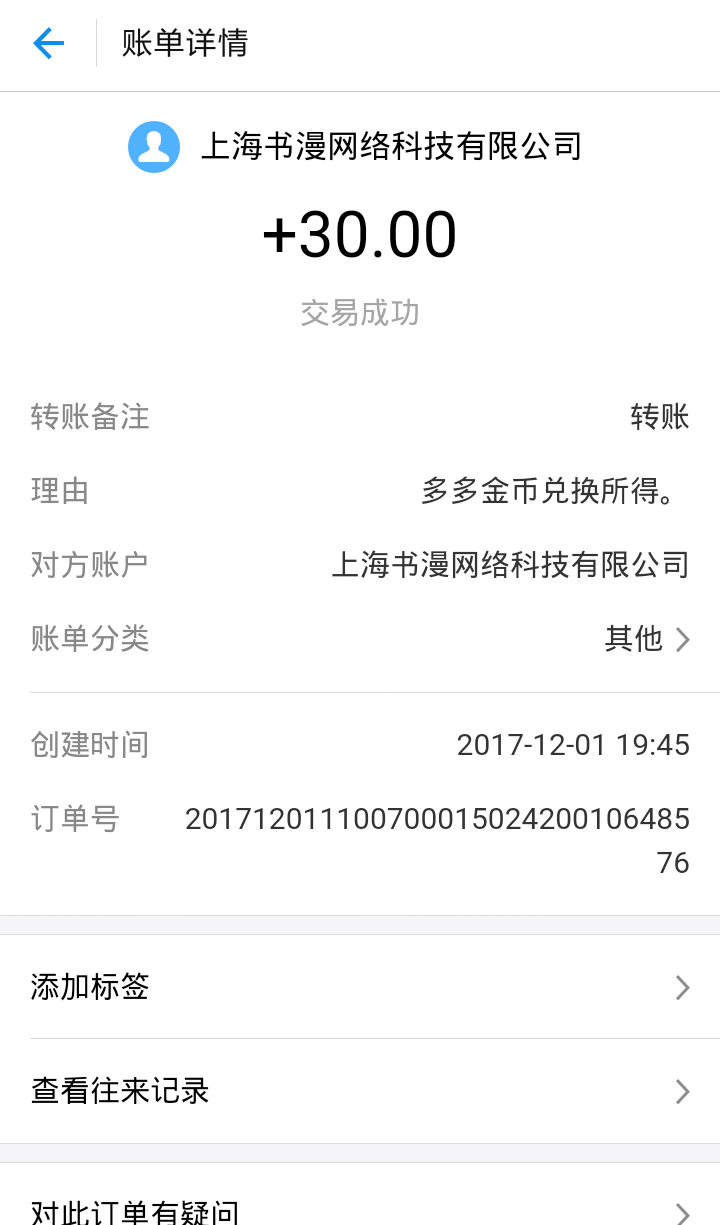 账单详情
上海书漫网络科技有限公司
+30.00
交易成功
转账备注 转账
理由 多多金币兑换所得。
对方账户 上海书漫网络科技有限公司
账单分类 其他
创建时间 2017-12-01 19:45
订单号 201712011100700015024200106485
76
添加标签
查看往来记录
对此订单有疑问